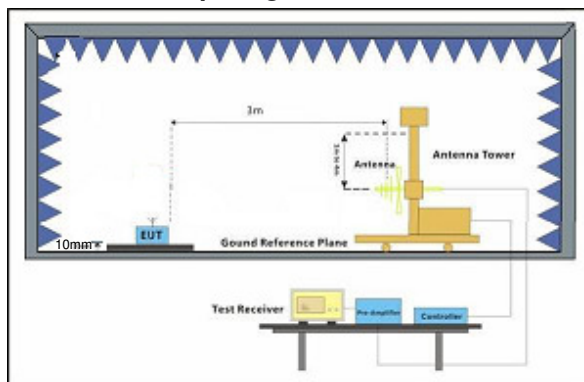 3m
Antenna
Antenna Tower
EUT
10mm
Gound Reference Plane
Test Receiver
Pre-Amplifier
Controller